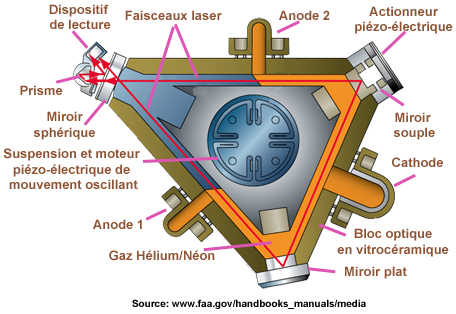 Dispositif
de lecture
Faisceaux laser
Anode 2
Actionneur
piézo-électrique
Prisme
Miroir
sphérique
Miroir
souple
Suspension et moteur
piézo-électrique de
mouvement oscillant
Cathode
Anode 1
Bloc optique
en vitrocéramique
Gaz Hélium/Néon
Miroir plat
Source: www.faa.gov/handbooks_manuals/media